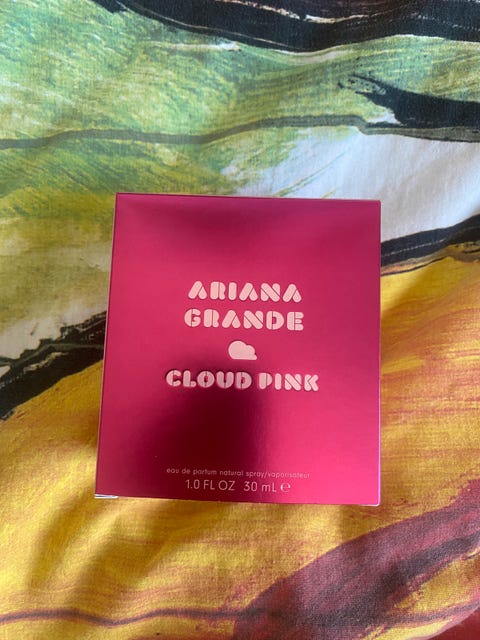 ARIANA
GRANDE
CLOUD PINK
eau de parfum natural spray/vaporisateur
1.0 FL OZ 30 mL ℮